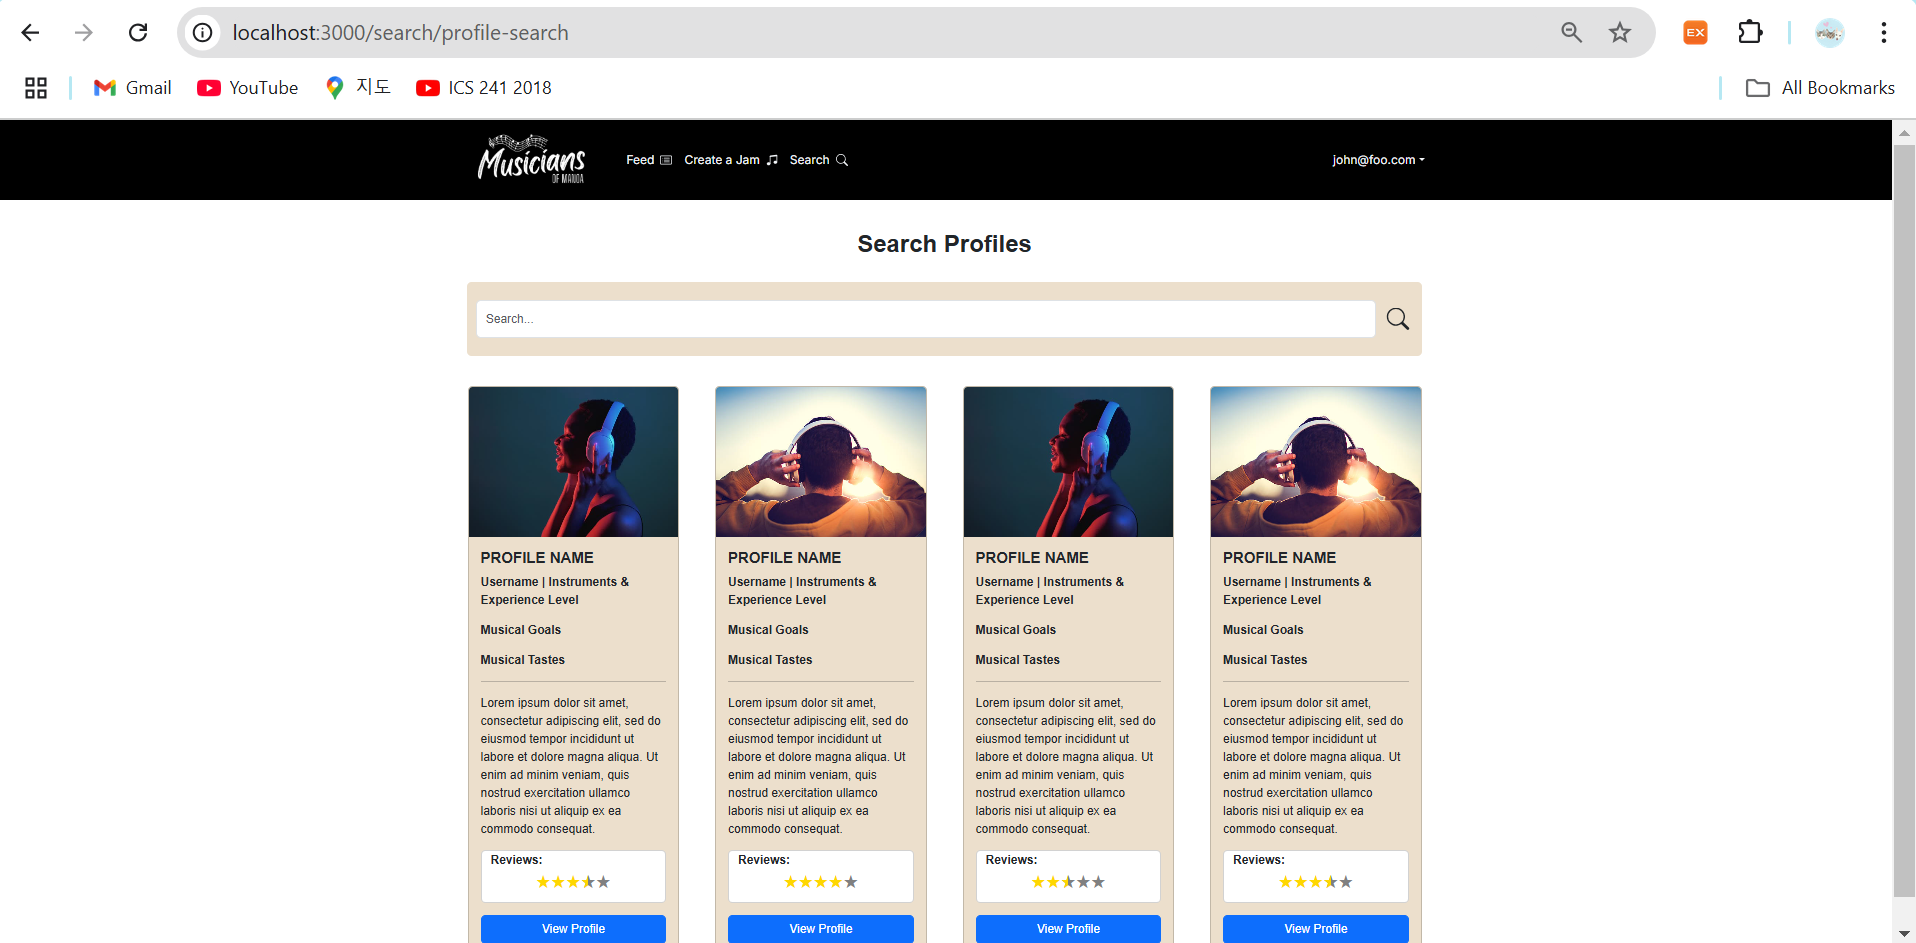 localhost:3000/search/profile-search
EX
Gmail
YouTube
지도
ICS 241 2018
All Bookmarks
Musicians
OF MANOA
Feed
Create a Jam
Search
john@foo.com
Search Profiles
Search...
PROFILE NAME
Username | Instruments &
Experience Level
Musical Goals
Musical Tastes
Lorem ipsum dolor sit amet,
consectetur adipiscing elit, sed do
eiusmod tempor incididunt ut
labore et dolore magna aliqua. Ut
enim ad minim veniam, quis
nostrud exercitation ullamco
laboris nisi ut aliquip ex ea
commodo consequat.
Reviews:
View Profile
PROFILE NAME
Username | Instruments &
Experience Level
Musical Goals
Musical Tastes
Lorem ipsum dolor sit amet,
consectetur adipiscing elit, sed do
eiusmod tempor incididunt ut
labore et dolore magna aliqua. Ut
enim ad minim veniam, quis
nostrud exercitation ullamco
laboris nisi ut aliquip ex ea
commodo consequat.
Reviews:
View Profile
PROFILE NAME
Username | Instruments &
Experience Level
Musical Goals
Musical Tastes
Lorem ipsum dolor sit amet,
consectetur adipiscing elit, sed do
eiusmod tempor incididunt ut
labore et dolore magna aliqua. Ut
enim ad minim veniam, quis
nostrud exercitation ullamco
laboris nisi ut aliquip ex ea
commodo consequat.
Reviews:
View Profile
PROFILE NAME
Username | Instruments &
Experience Level
Musical Goals
Musical Tastes
Lorem ipsum dolor sit amet,
consectetur adipiscing elit, sed do
eiusmod tempor incididunt ut
labore et dolore magna aliqua. Ut
enim ad minim veniam, quis
nostrud exercitation ullamco
laboris nisi ut aliquip ex ea
commodo consequat.
Reviews:
View Profile